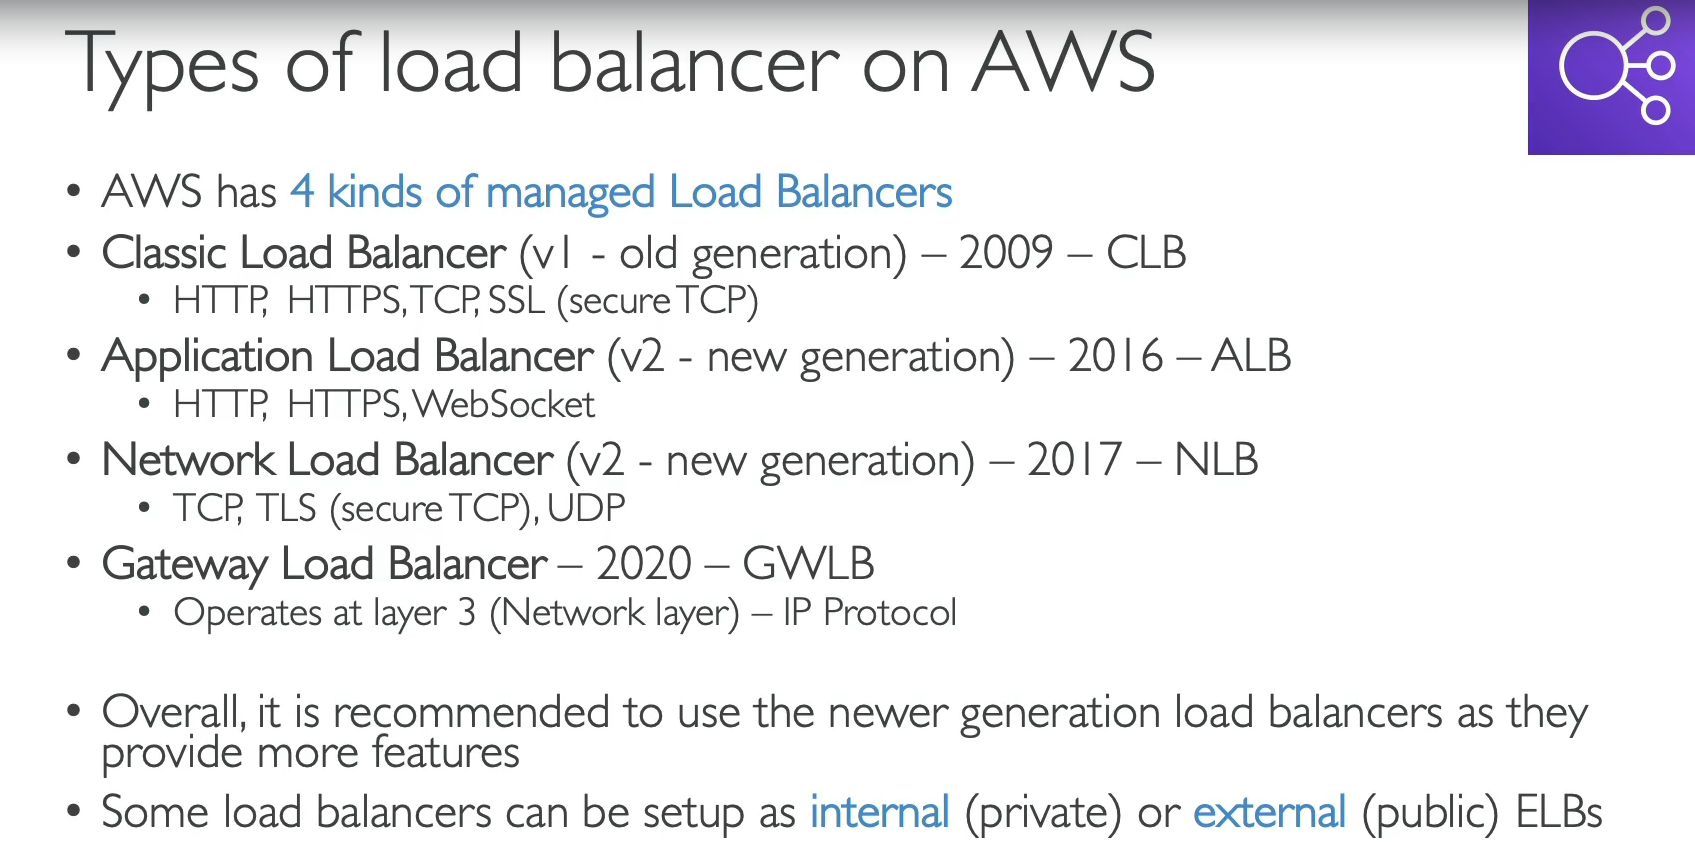 Types of load balancer on AWS
• AWS has 4 kinds of managed Load Balancers
• Classic Load Balancer (v1 - old generation) – 2009 – CLB
• HTTP, HTTPS, TCP, SSL (secure TCP)
• Application Load Balancer (v2 - new generation) – 2016 – ALB
• HTTP, HTTPS, WebSocket
• Network Load Balancer (v2 - new generation) – 2017 – NLB
• TCP, TLS (secure TCP), UDP
• Gateway Load Balancer – 2020 – GWLB
• Operates at layer 3 (Network layer) – IP Protocol
• Overall, it is recommended to use the newer generation load balancers as they
provide more features
• Some load balancers can be setup as internal (private) or external (public) ELBs